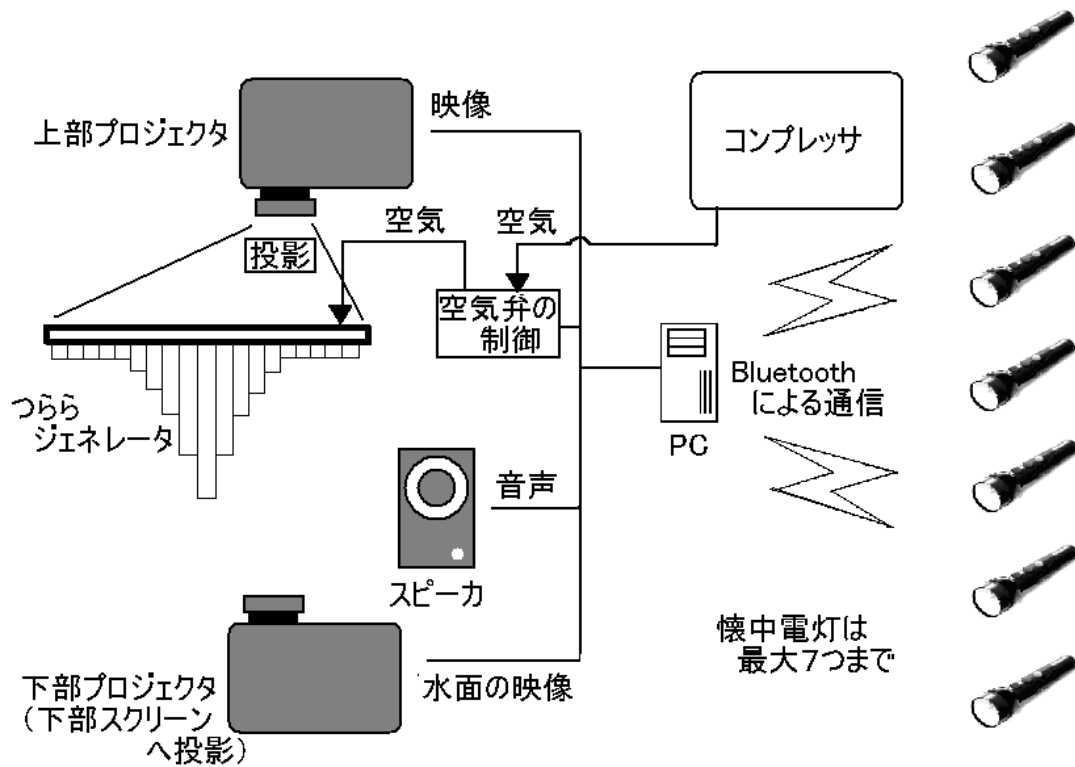 映像
上部プロジェクタ
コンプレッサ
空気
空気
投影
空気弁の
制御
つらら
ジェネレータ
Bluetooth
による通信
PC
音声
スピーカ
懐中電灯は
最大7つまで
下部プロジェクタ
(下部スクリーン
へ投影)
水面の映像